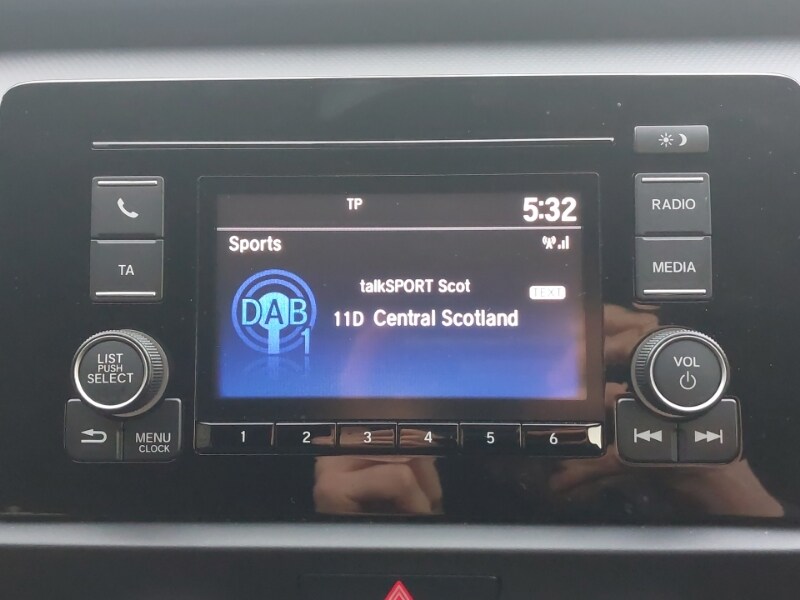 TP
5:32
RADIO
TA
Sports
MEDIA
talkSPORT Scot
TEXT
DAB
1
11D Central Scotland
LIST
PUSH
SELECT
VOL
MENU
CLOCK
1 2 3 4 5 6